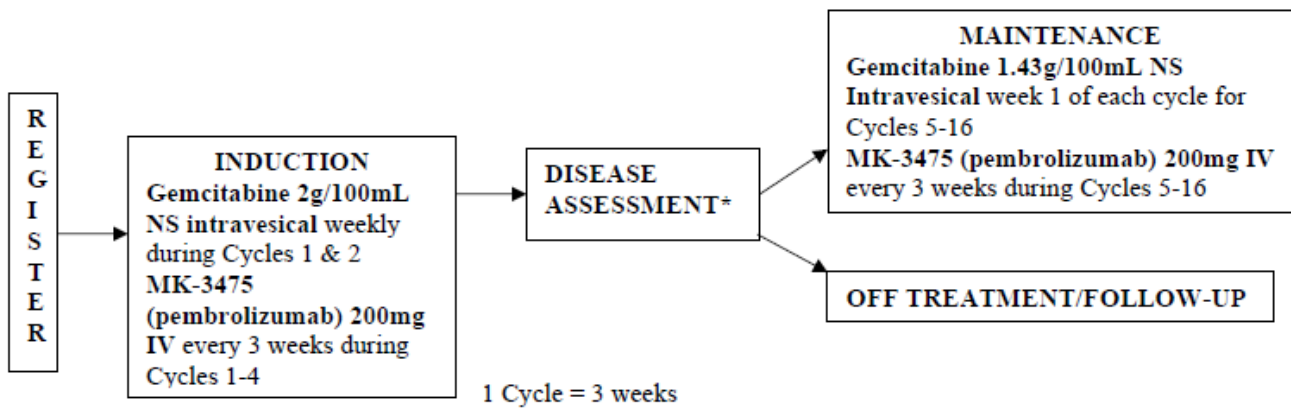 R
E
G
I
S
T
E
R
INDUCTION
Gemcitabine 2g/100mL
NS intravesical weekly
during Cycles 1 & 2
MK-3475
(pembrolizumab) 200mg
IV every 3 weeks during
Cycles 1-4
1 Cycle = 3 weeks
DISEASE
ASSESSMENT*
MAINTENANCE
Gemcitabine 1.43g/100mL NS
Intravesical week 1 of each cycle for
Cycles 5-16
MK-3475 (pembrolizumab) 200mg IV
every 3 weeks during Cycles 5-16
OFF TREATMENT/FOLLOW-UP